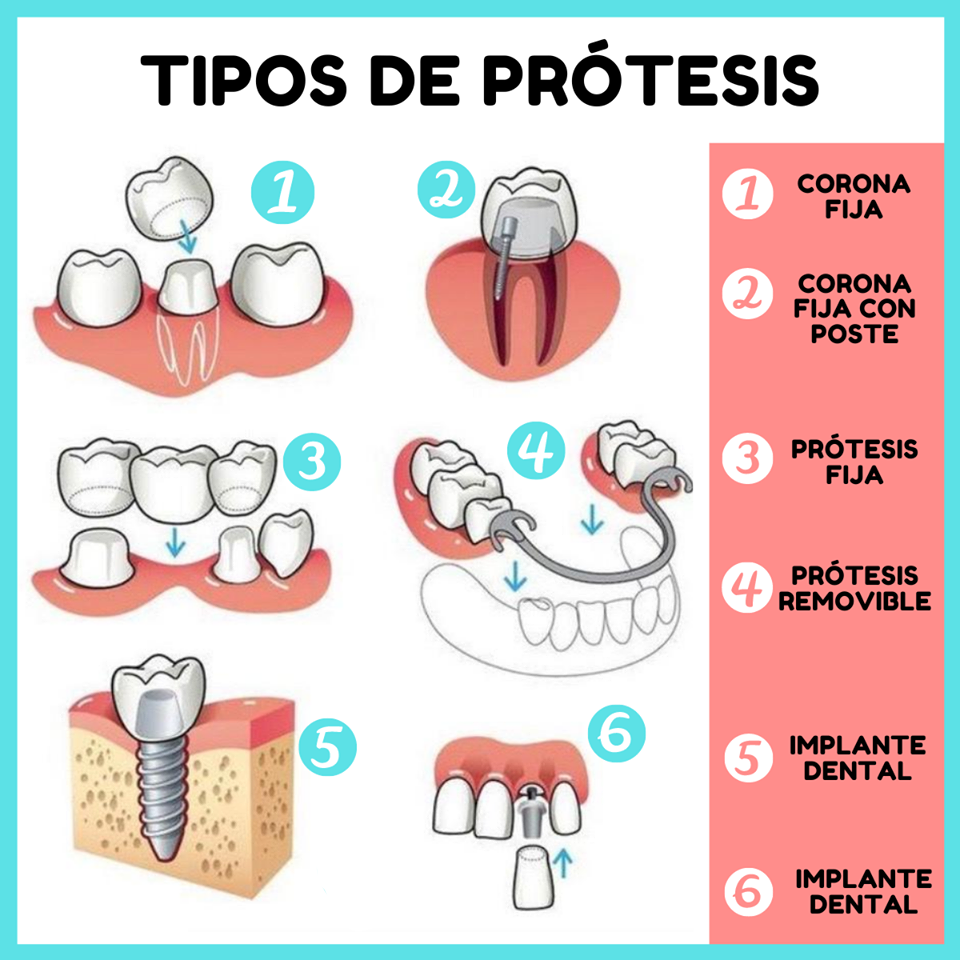 TIPOS DE PRÓTESIS
1
2
3
4
5
6
1 CORONA
FIJA
2 CORONA
FIJA CON
POSTE
3 PRÓTESIS
FIJA
4 PRÓTESIS
REMOVIBLE
5 IMPLANTE
DENTAL
6 IMPLANTE
DENTAL